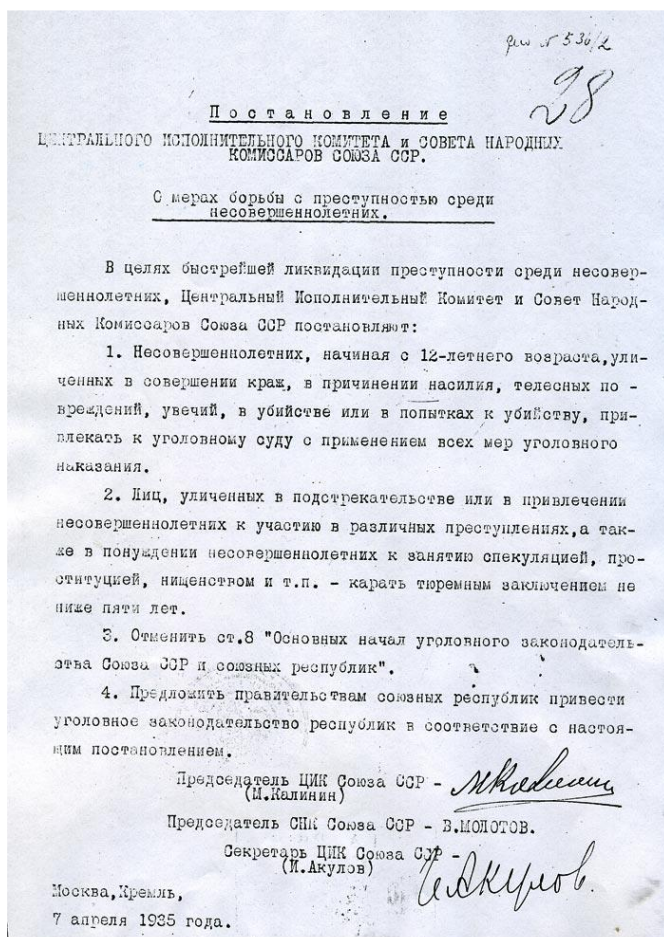 28
Постановление
ЦЕНТРАЛЬНОГО ИСПОЛНИТЕЛЬНОГО КОМИТЕТА и СОВЕТА НАРОДНЫХ
КОМИССАРОВ СОЮЗА ССР.
О мерах борьбы с преступностью среди
несовершеннолетних.
В целях быстрейшей ликвидации преступности среди несовер-
шеннолетних, Центральный Исполнительный Комитет и Совет Народ-
ных Комиссаров Союза ССР постановляют:
1. Несовершеннолетних, начиная с 12-летнего возраста,ули-
ченных в совершении краж, в причинении насилия, телесных по -
вреждений, увечий, в убийстве или в попытках к убийству, при-
влекать к уголовному суду с применением всех мер уголовного
наказания.
2. Лиц, уличенных в подстрекательстве или в привлечении
несовершеннолетних к участию в различных преступлениях,а так-
же в понуждении несовершеннолетних к занятию спекуляцией, про-
ституцией, нищенством и т.п. - карать тюремным заключением не
ниже пяти лет.
3. Отменить ст.8 "Основных начал уголовного законодатель-
ства Союза ССР и союзных республик".
4. Предложить правительствам союзных республик привести
уголовное законодательство республик в соответствие с настоя-
щим постановлением.
Председатель ЦИК Союза ССР - МКалинин
(М.Калинин)
Председатель СНК Союза ССР - В.МОЛОТОВ.
Секретарь ЦИК Союза ССР -
(И.Акулов) И.Акулов.
Москва,Кремль,
7 апреля 1935 года.